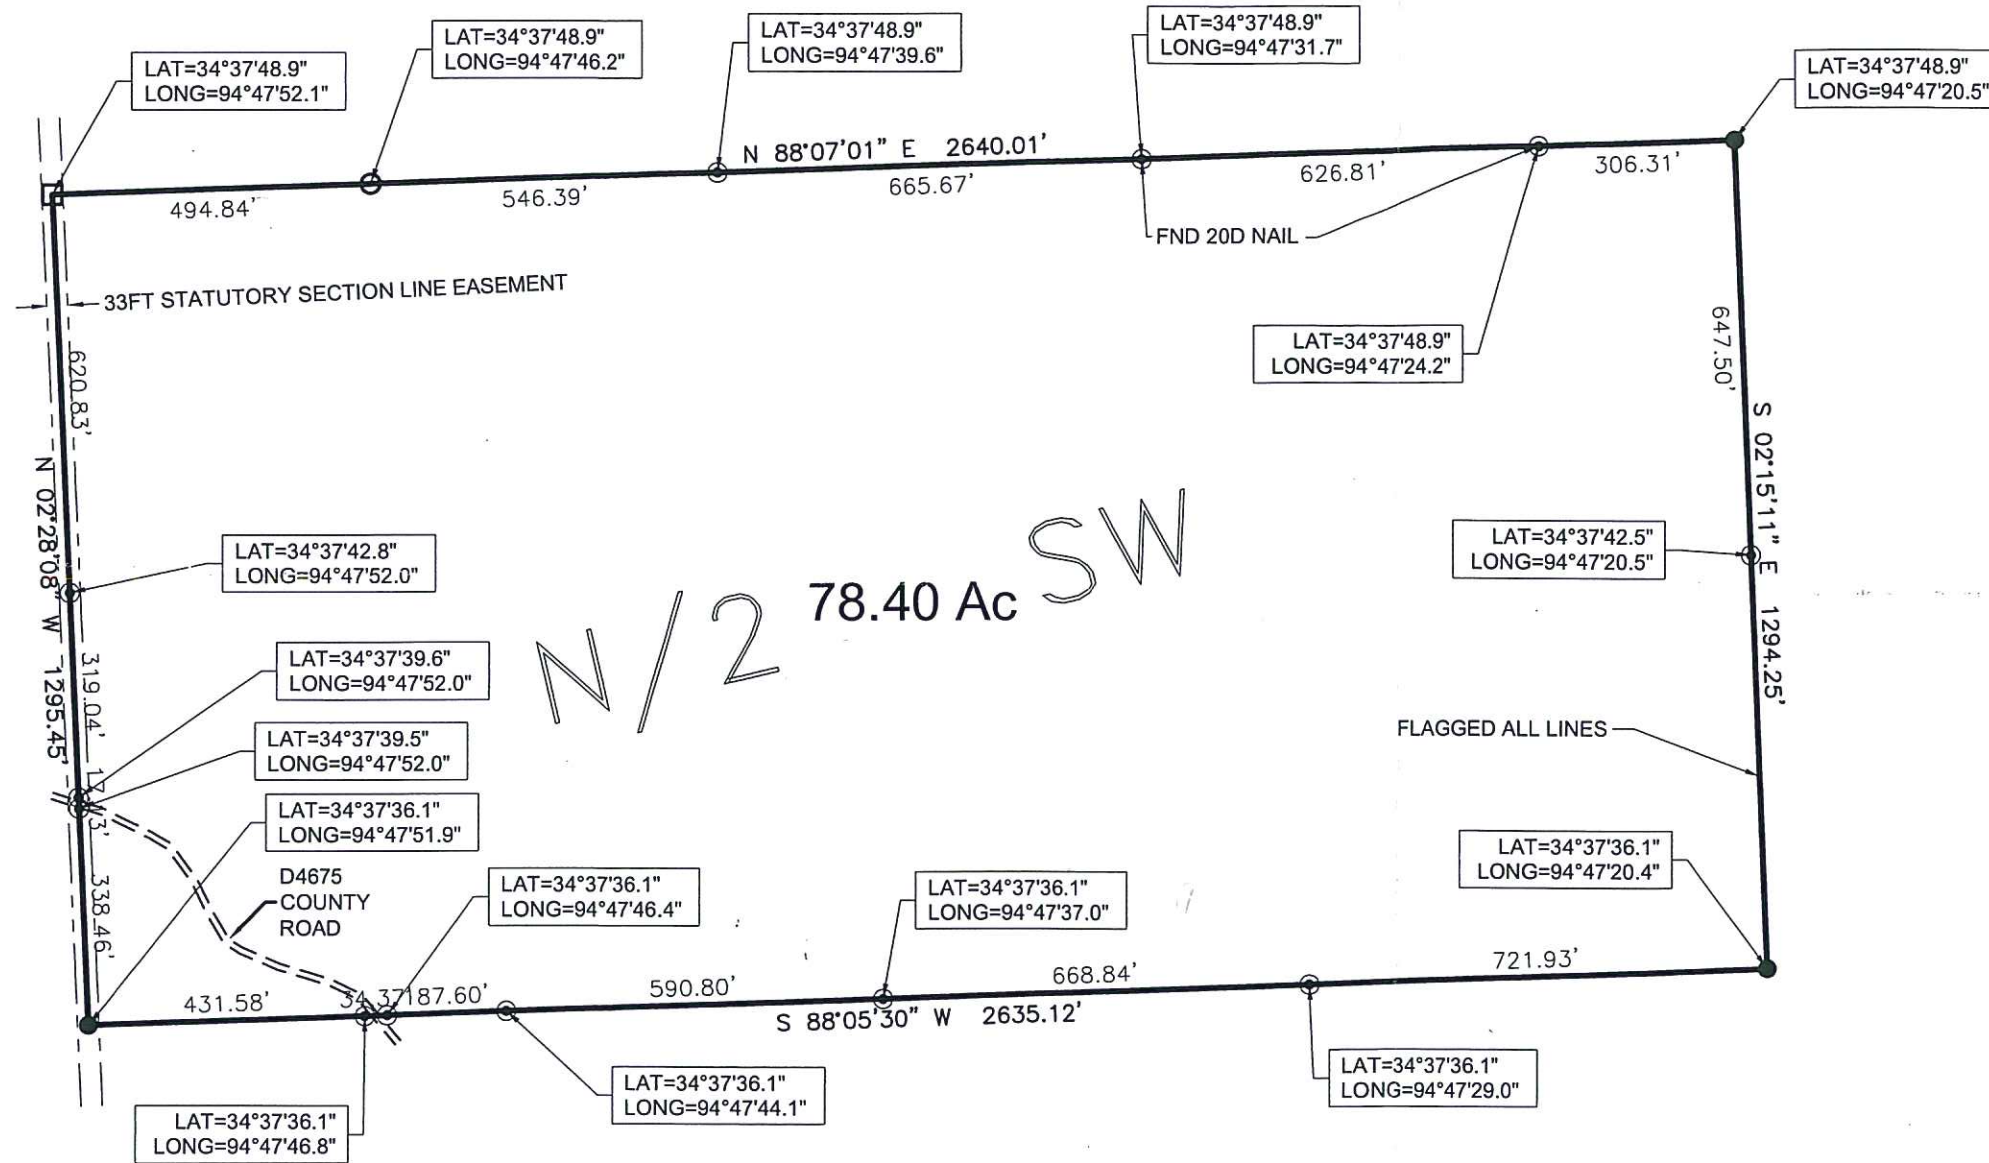 LAT=34°37'48.9"
LONG=94°47'52.1"
LAT=34°37'48.9"
LONG=94°47'46.2"
LAT=34°37'48.9"
LONG=94°47'39.6"
LAT=34°37'48.9"
LONG=94°47'31.7"
LAT=34°37'48.9"
LONG=94°47'20.5"
N 88°07'01" E 2640.01'
494.84'
546.39'
665.67'
626.81'
306.31'
FND 20D NAIL
33FT STATUTORY SECTION LINE EASEMENT
LAT=34°37'48.9"
LONG=94°47'24.2"
620.83'
647.50'
N 02°28'08" W 1295.45'
S 02°15'11" E 1294.25'
LAT=34°37'42.8"
LONG=94°47'52.0"
LAT=34°37'42.5"
LONG=94°47'20.5"
N/2 SW
78.40 Ac
LAT=34°37'39.6"
LONG=94°47'52.0"
319.04'
LAT=34°37'39.5"
LONG=94°47'52.0"
FLAGGED ALL LINES
LAT=34°37'36.1"
LONG=94°47'51.9"
338.46'
D4675
COUNTY
ROAD
LAT=34°37'36.1"
LONG=94°47'46.4"
LAT=34°37'36.1"
LONG=94°47'37.0"
LAT=34°37'36.1"
LONG=94°47'20.4"
431.58'
34.37'
187.60'
590.80'
668.84'
721.93'
S 88°05'30" W 2635.12'
LAT=34°37'36.1"
LONG=94°47'46.8"
LAT=34°37'36.1"
LONG=94°47'44.1"
LAT=34°37'36.1"
LONG=94°47'29.0"